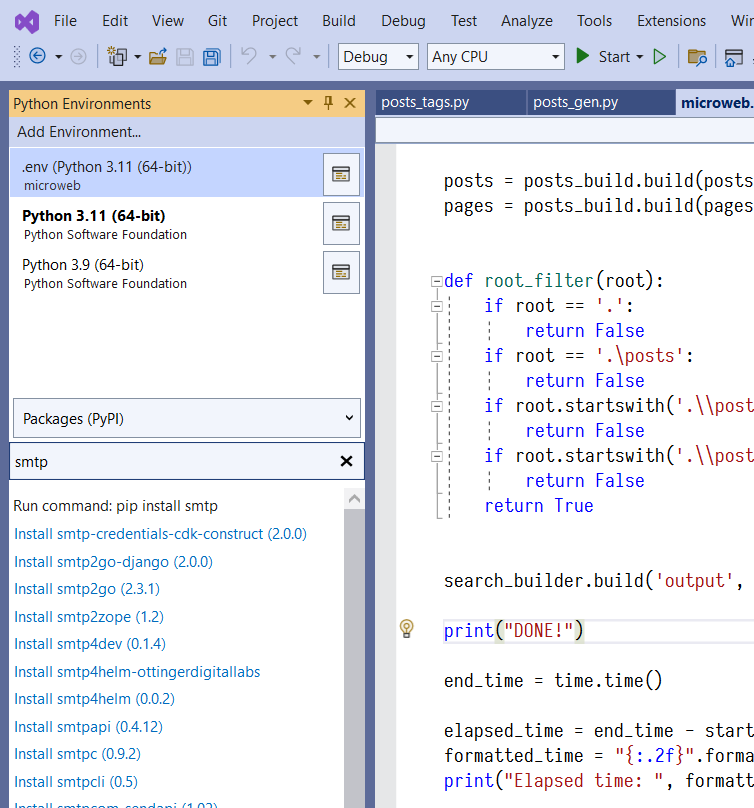 File Edit View Git Project Build Debug Test Analyze Tools Extensions
Debug Any CPU Start
Python Environments
Add Environment...
.env (Python 3.11 (64-bit))
microweb
Python 3.11 (64-bit)
Python Software Foundation
Python 3.9 (64-bit)
Python Software Foundation
Packages (PyPI)
smtp
Run command: pip install smtp
Install smtp-credentials-cdk-construct (2.0.0)
Install smtp2go-django (2.0.0)
Install smtp2go (2.3.1)
Install smtp2zope (1.2)
Install smtp4dev (0.1.4)
Install smtp4helm-ottingerdigitallabs
Install smtp4helm (0.0.2)
Install smtpapi (0.4.12)
Install smtpc (0.9.2)
Install smtpcli (0.5)
posts_tags.py posts_gen.py microweb.
posts = posts_build.build(posts
pages = posts_build.build(pages
def root_filter(root):
if root == '.':
return False
if root == '.\posts':
return False
if root.startswith('.\\post
return False
if root.startswith('.\\post
return False
return True
search_builder.build('output',
print("DONE!")
end_time = time.time()
elapsed_time = end_time - start
formatted_time = "{:.2f}".forma
print("Elapsed time: ", formatt